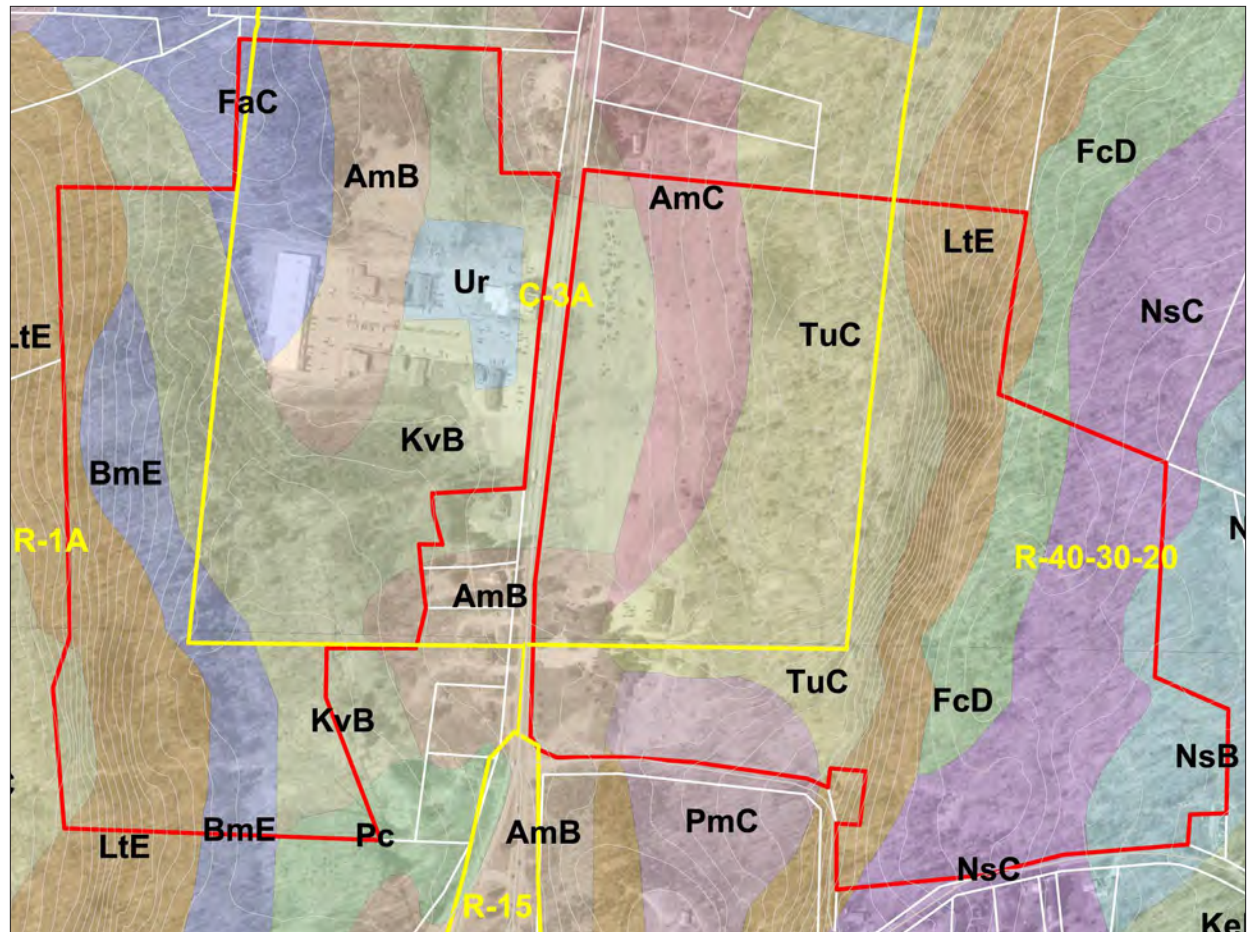 FaC
FcD
AmB
AmC
LtE
Ur
C-3A
NsC
LtE
TuC
KvB
BmE
R-1A
R-40-30-20
AmB
TuC
FcD
KvB
NsB
BmE
Pc
AmB
PmC
LtE
NsC
R-15